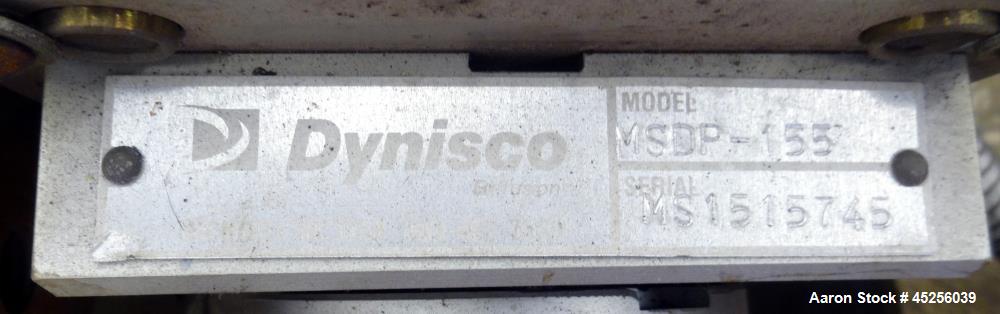 Dynisco
MODEL
MSDP-155
SERIAL
MS1515745
Aaron Stock # 45256039